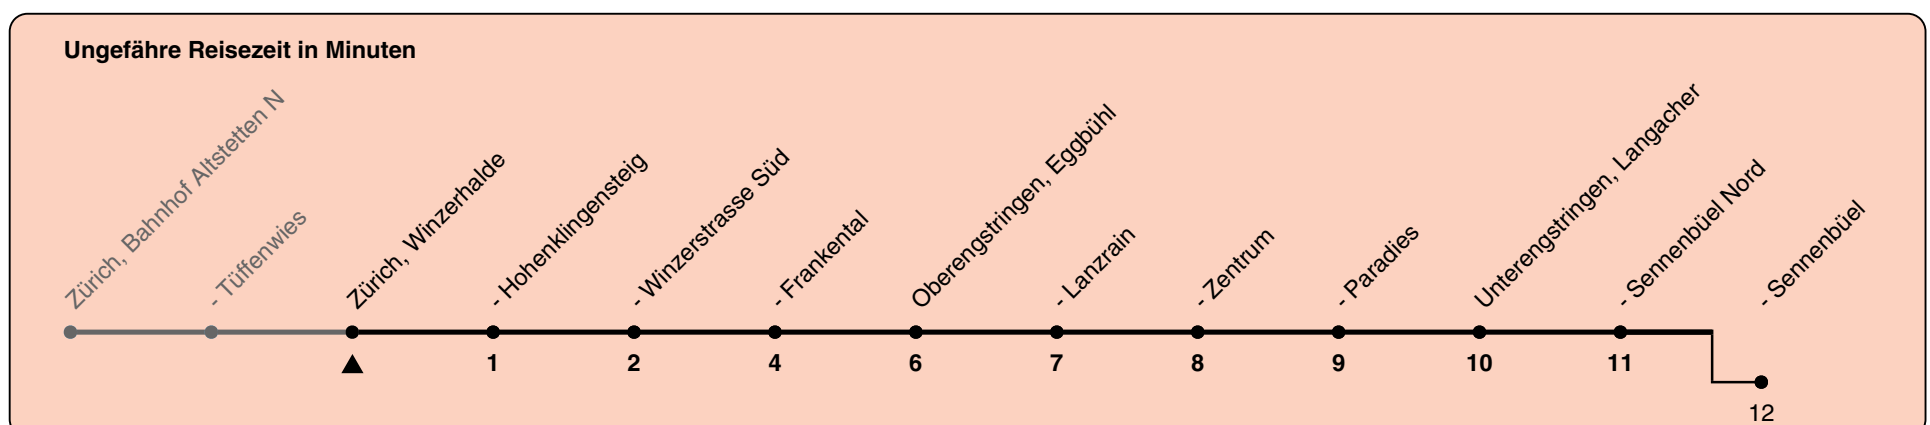 Ungefähre Reisezeit in Minuten
Zürich, Bahnhof Altstetten N
- Tüffenwies
Zürich, Winzerhalde
- Hohenklingensteig
- Winzerstrasse Süd
- Frankental
Oberengstringen, Eggbühl
- Lanzrain
- Zentrum
- Paradies
Unterengstringen, Langacher
- Sennenbüel Nord
- Sennenbüel
1 2 4 6 7 8 9 10 11
12